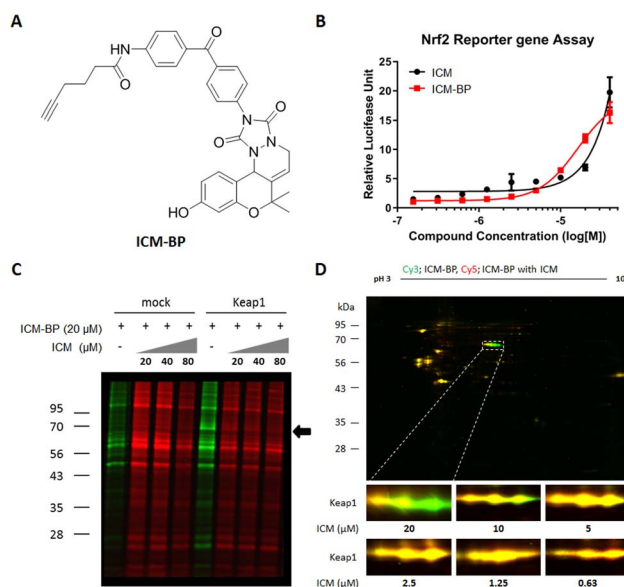 A
HN
O
O
O
N
O
N
N
O
HO
O
ICM-BP
B
Nrf2 Reporter gene Assay
Relative Lucifease Unit
25
20
15
10
5
0
ICM
ICM-BP
-7
-6
-5
Compound Concentration (log[M])
C
mock
Keap1
ICM-BP (20 μM)
+ + + + + + + +
ICM (μM)
- 20 40 80 - 20 40 80
95
70
56
43
35
28
D
Cy3; ICM-BP, Cy5; ICM-BP with ICM
pH 3
10
kDa
95
70
56
43
35
28
Keap1
ICM (μM)
20 10 5
Keap1
ICM (μM)
2.5 1.25 0.63